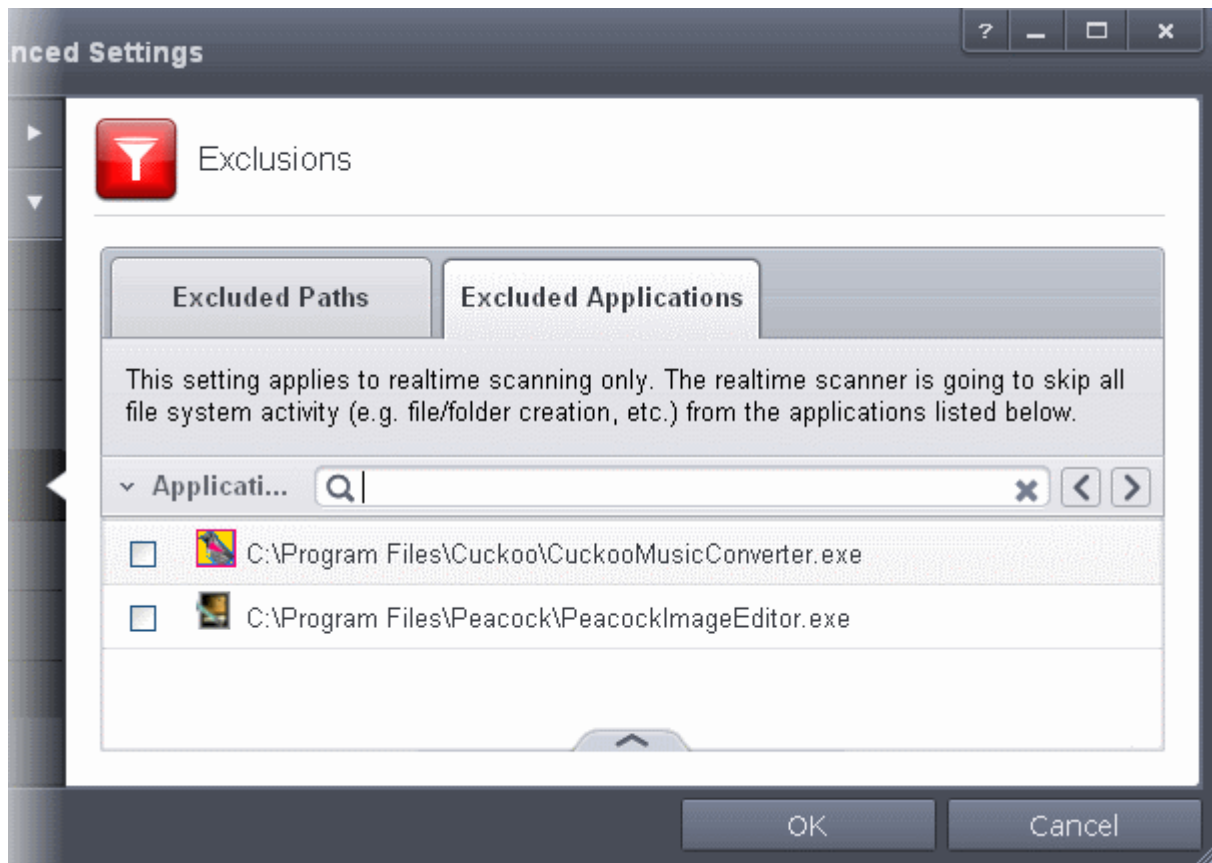 nced Settings
?
Exclusions
Excluded Paths
Excluded Applications
This setting applies to realtime scanning only. The realtime scanner is going to skip all
file system activity (e.g. file/folder creation, etc.) from the applications listed below.
Applicati...
C:\Program Files\Cuckoo\CuckooMusicConverter.exe
C:\Program Files\Peacock\PeacockImageEditor.exe
OK
Cancel